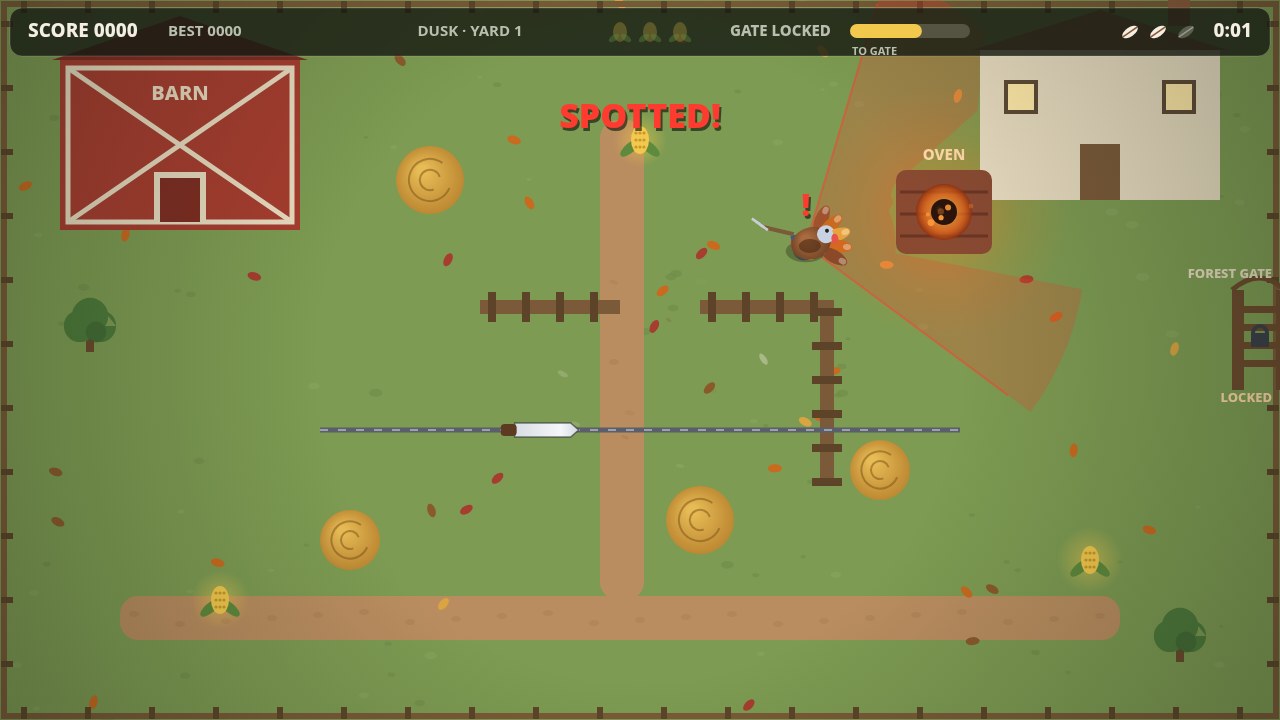 SCORE 0000
BEST 0000
DUSK · YARD 1
GATE LOCKED
TO GATE
0:01
BARN
SPOTTED!
!
OVEN
FOREST GATE
LOCKED